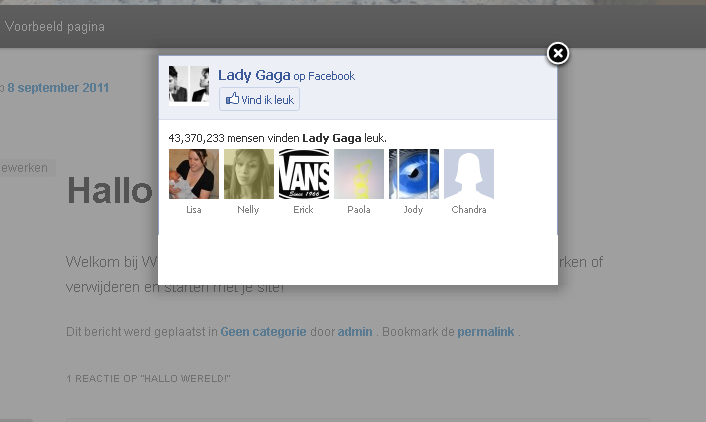 Voorbeeld pagina
p 8 september 2011
Lady Gaga op Facebook
Vind ik leuk
43,370,233 mensen vinden Lady Gaga leuk.
VANS
Since 1966
Lisa Nelly Erick Paola Jody Chandra
ewerken
Hallo
Welkom bij W rken of
verwijderen en starten met je site!
Dit bericht werd geplaatst in Geen categorie door admin . Bookmark de permalink .
1 REACTIE OP "HALLO WERELD!"